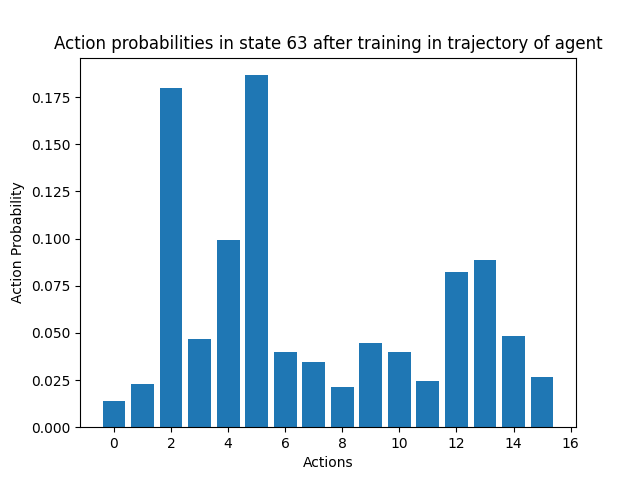 Action probabilities in state 63 after training in trajectory of agent
0.175
0.150
0.125
0.100
0.075
0.050
0.025
0.000
Action Probability
0 2 4 6 8 10 12 14 16
Actions